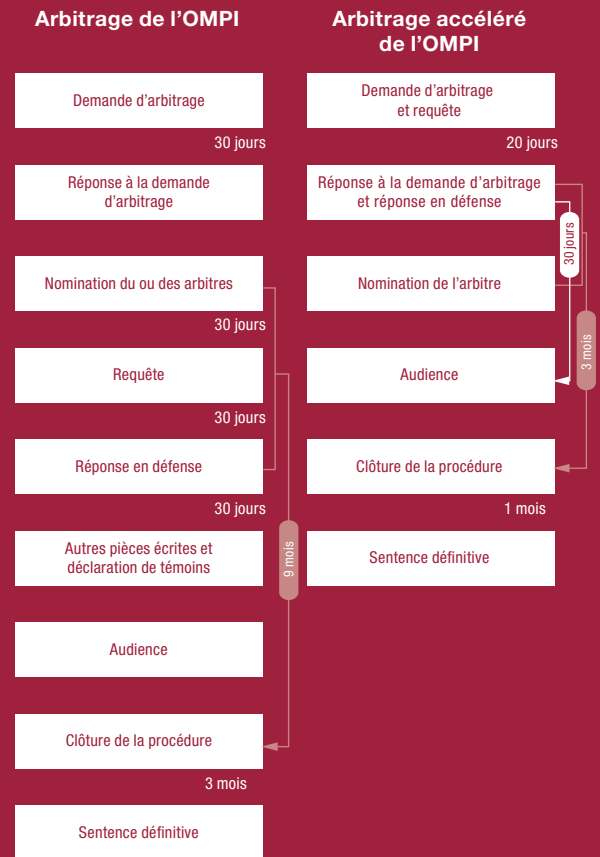 Arbitrage de l’OMPI
Demande d’arbitrage
30 jours
Réponse à la demande
d’arbitrage
Nomination du ou des arbitres
30 jours
Requête
30 jours
Réponse en défense
30 jours
Autres pièces écrites et
déclaration de témoins
9 mois
Audience
Clôture de la procédure
3 mois
Sentence définitive
Arbitrage accéléré
de l’OMPI
Demande d’arbitrage
et requête
20 jours
Réponse à la demande d’arbitrage
et réponse en défense
30 jours
Nomination de l’arbitre
3 mois
Audience
Clôture de la procédure
1 mois
Sentence définitive